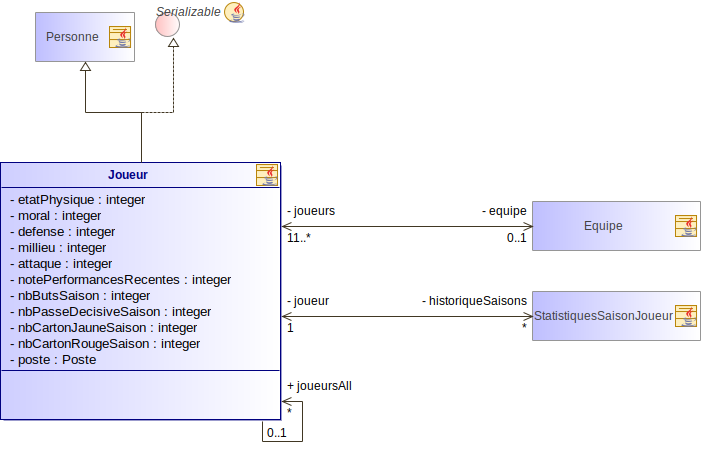 Serializable
Personne
Joueur
- etatPhysique : integer
- moral : integer
- defense : integer
- millieu : integer
- attaque : integer
- notePerformancesRecentes : integer
- nbButsSaison : integer
- nbPasseDecisiveSaison : integer
- nbCartonJauneSaison : integer
- nbCartonRougeSaison : integer
- poste : Poste
- joueurs
- equipe
11..*
0..1
Equipe
- joueur
- historiqueSaisons
1
*
StatistiquesSaisonJoueur
+ joueursAll
*
0..1